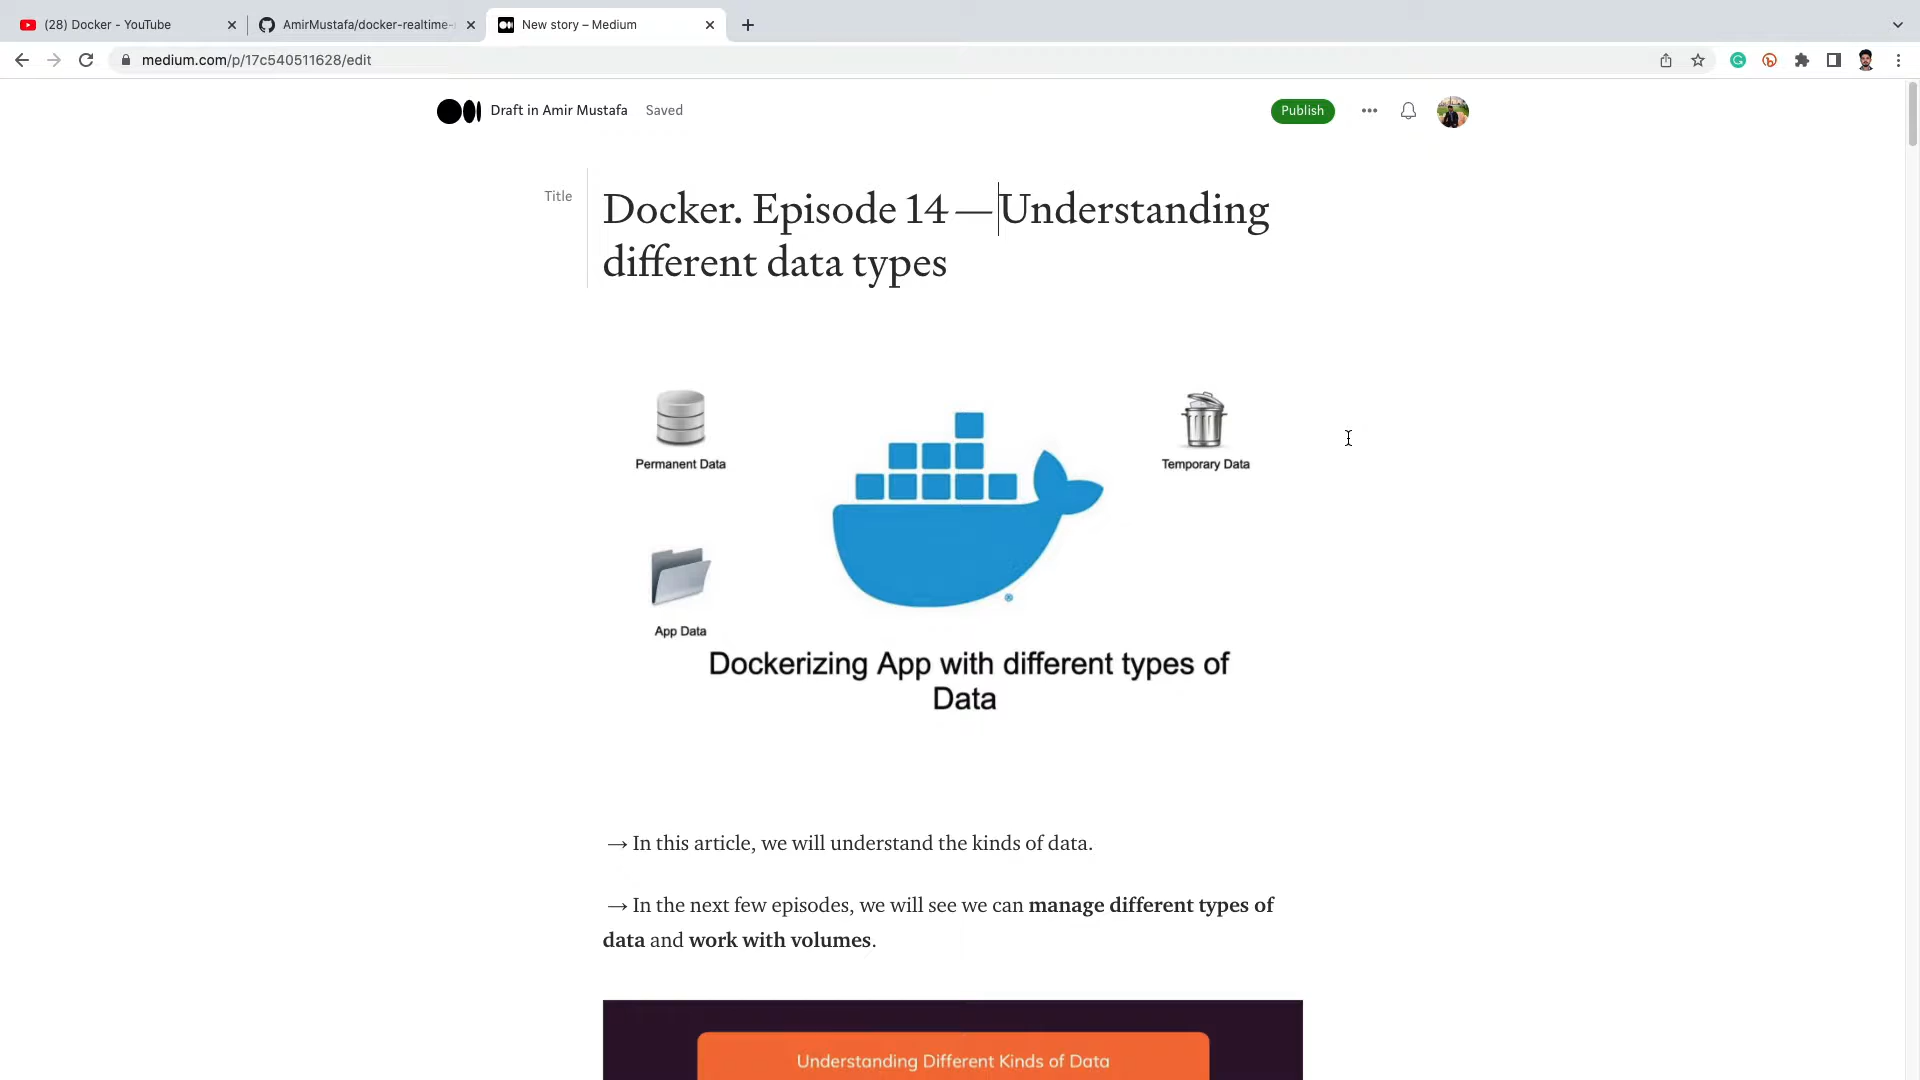 (28) Docker - YouTube
AmirMustafa/docker-realtime-
New story – Medium
medium.com/p/17c540511628/edit
Draft in Amir Mustafa Saved
Publish
Title
Docker. Episode 14 — Understanding
different data types
Permanent Data
Temporary Data
App Data
Dockerizing App with different types of
Data
→ In this article, we will understand the kinds of data.
→ In the next few episodes, we will see we can manage different types of
data and work with volumes.
Understanding Different Kinds of Data